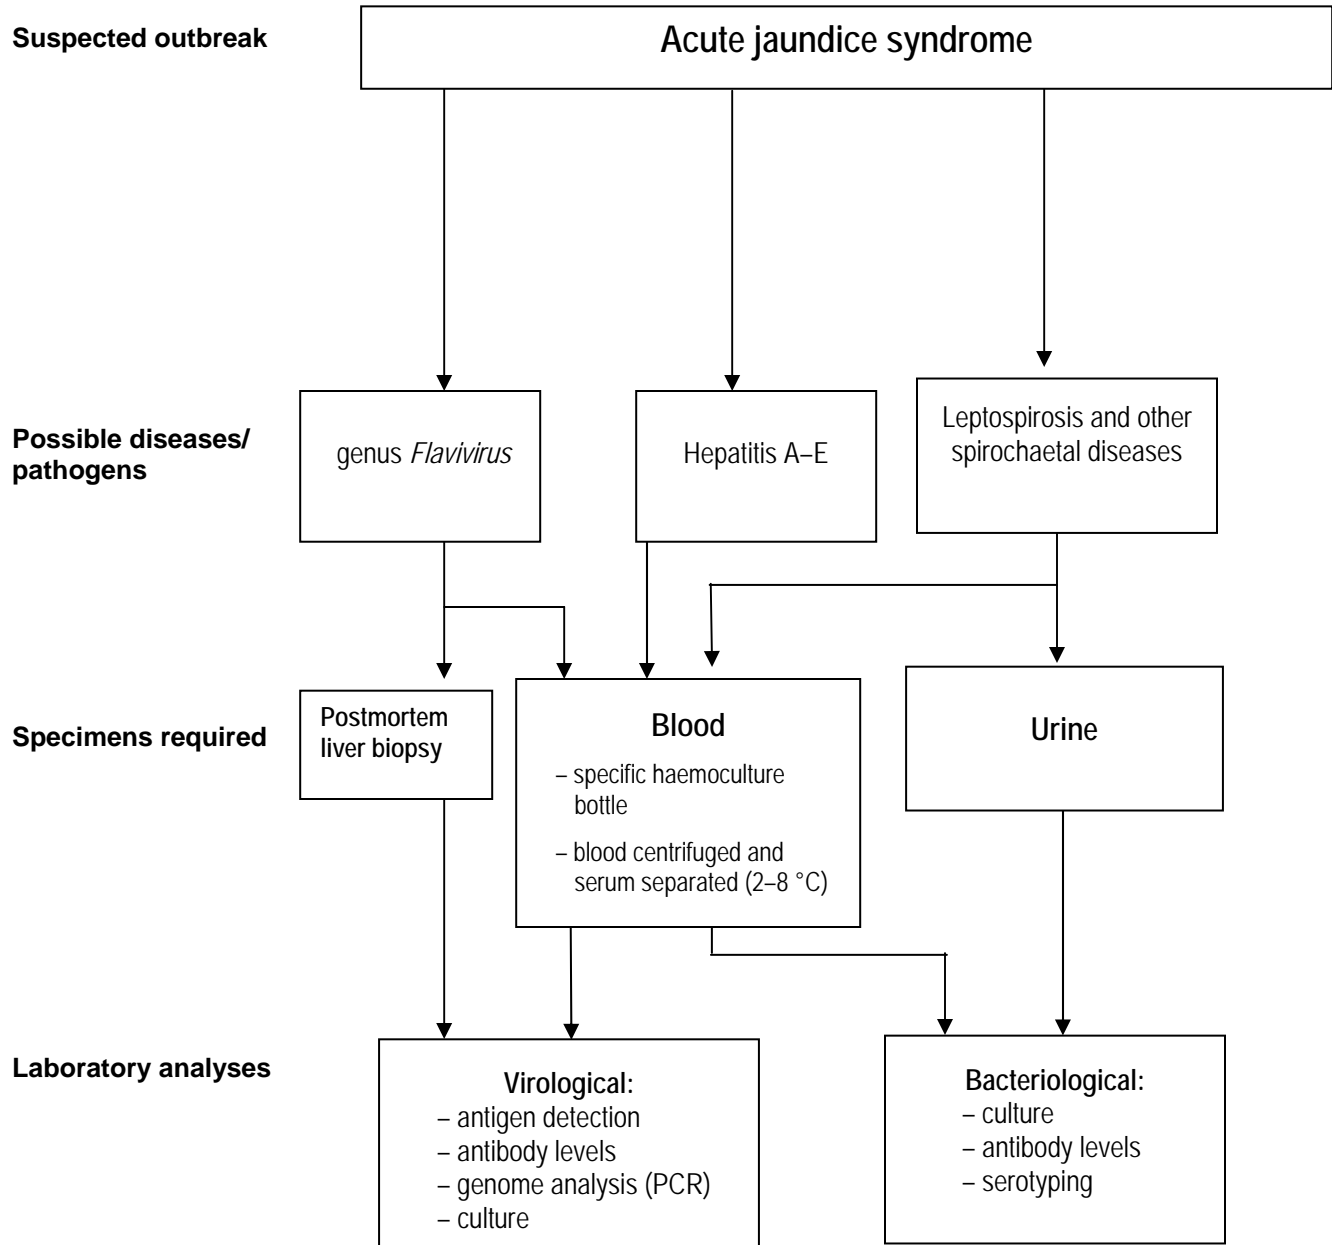 Suspected outbreak
Acute jaundice syndrome
Possible diseases/
pathogens
genus Flavivirus
Hepatitis A–E
Leptospirosis and other
spirochaetal diseases
Specimens required
Postmortem
liver biopsy
Blood
– specific haemoculture
bottle
– blood centrifuged and
serum separated (2–8 °C)
Urine
Laboratory analyses
Virological:
– antigen detection
– antibody levels
– genome analysis (PCR)
– culture
Bacteriological:
– culture
– antibody levels
– serotyping